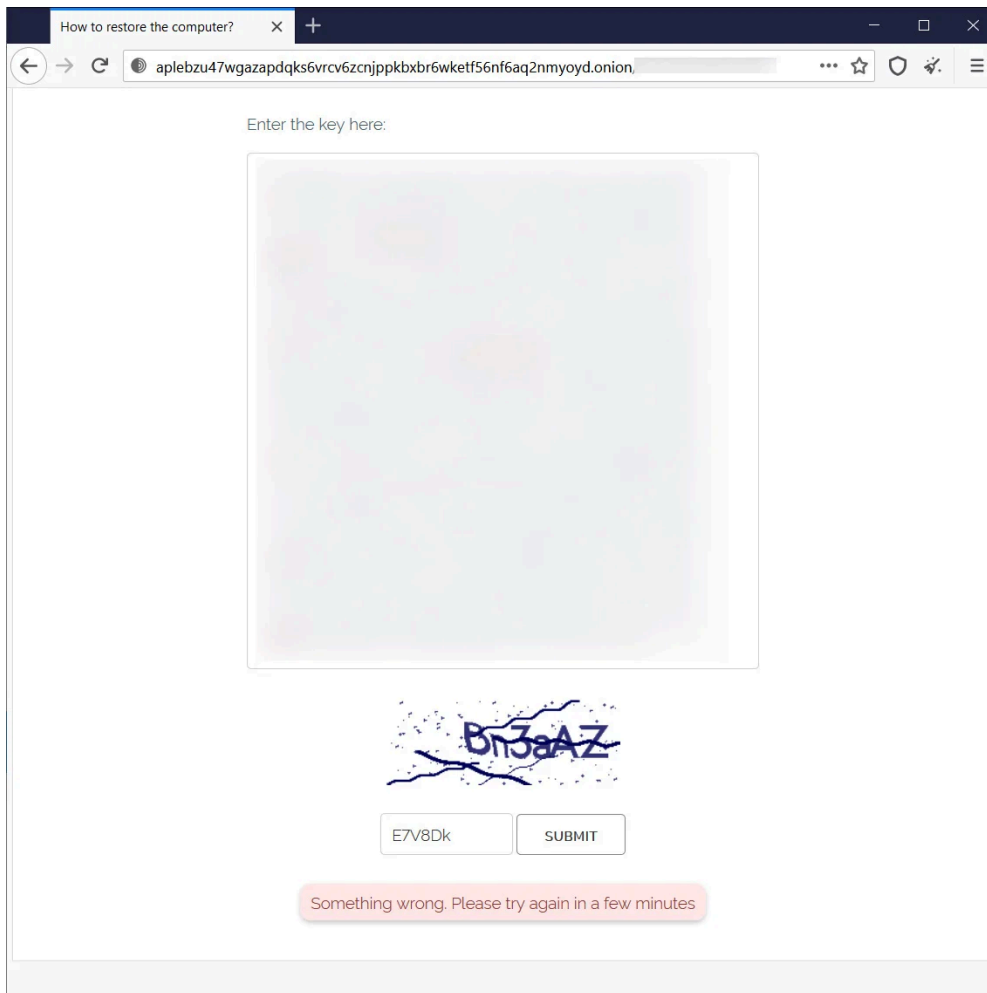 How to restore the computer?
aplebzu47wgazapdqks6vrcv6zcnjppkbxbr6wketf56nf6aq2nmyoyd.onion/
Enter the key here:
Bn3aAZ
E7V8Dk SUBMIT
Something wrong. Please try again in a few minutes